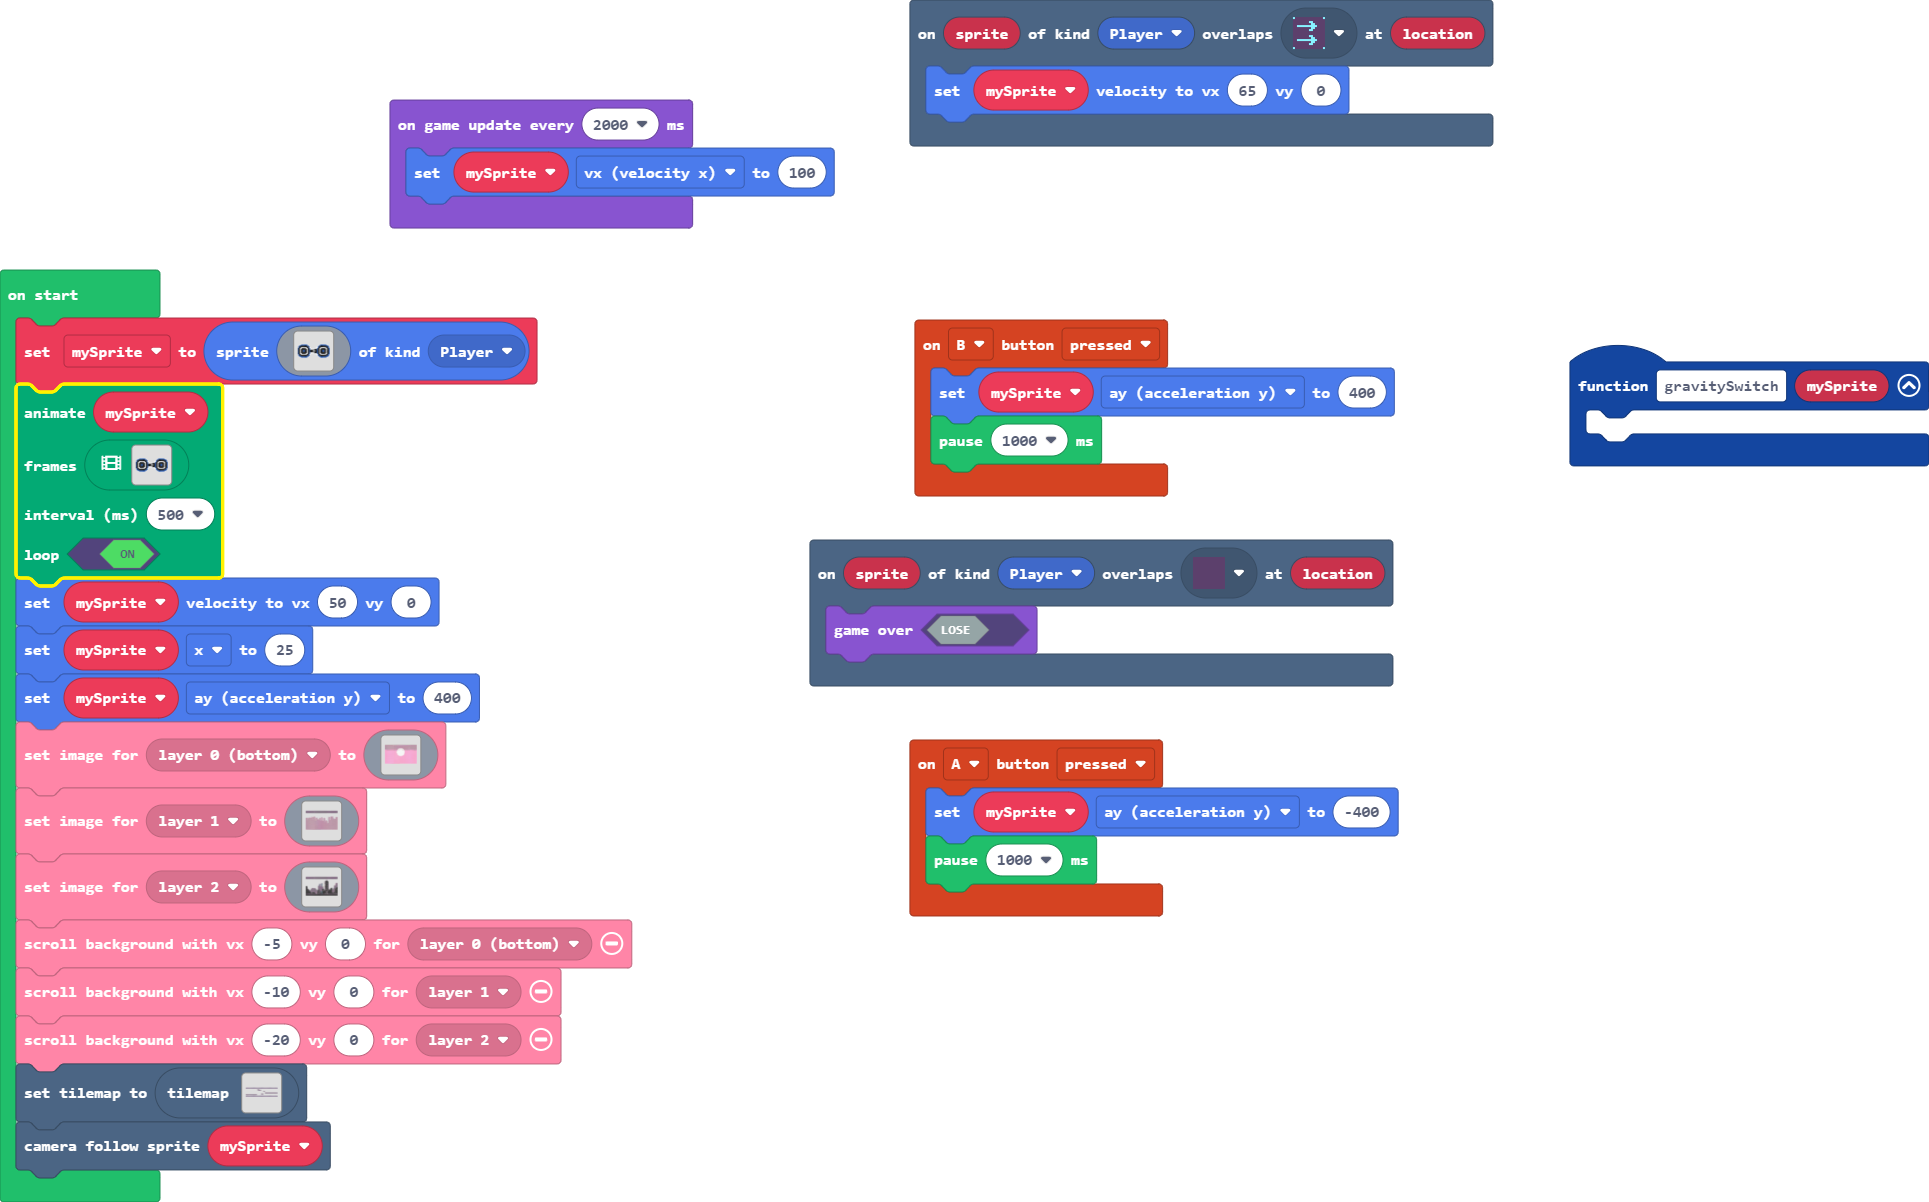 on sprite of kind Player overlaps at location
set mySprite velocity to vx 65 vy 0
on game update every 2000 ms
set mySprite vx (velocity x) to 100
on start
set mySprite to sprite of kind Player
animate mySprite
frames
interval (ms) 500
loop ON
set mySprite velocity to vx 50 vy 0
set mySprite x to 25
set mySprite ay (acceleration y) to 400
set image for layer 0 (bottom) to
set image for layer 1 to
set image for layer 2 to
scroll background with vx -5 vy 0 for layer 0 (bottom)
scroll background with vx -10 vy 0 for layer 1
scroll background with vx -20 vy 0 for layer 2
set tilemap to tilemap
camera follow sprite mySprite
on B button pressed
set mySprite ay (acceleration y) to 400
pause 1000 ms
on sprite of kind Player overlaps at location
game over LOSE
on A button pressed
set mySprite ay (acceleration y) to -400
pause 1000 ms
function gravitySwitch mySprite